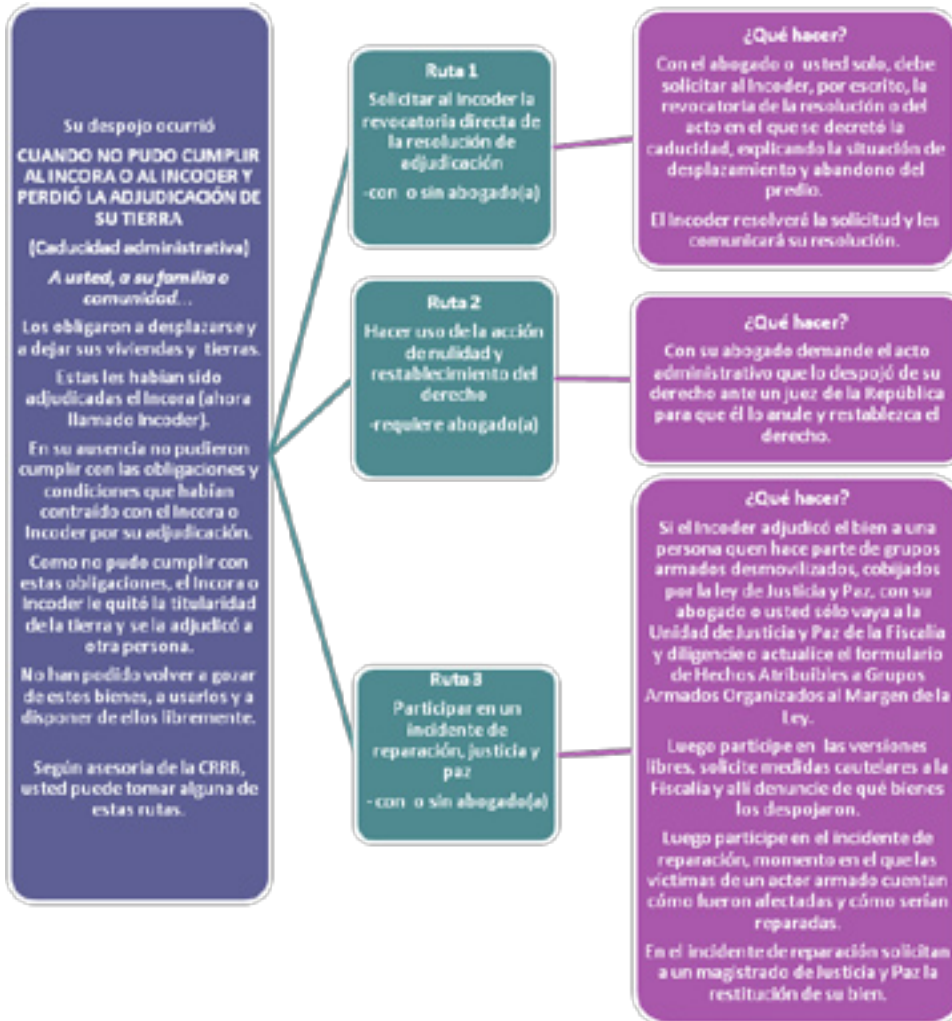 Su despojo ocurrió
CUANDO NO PUDO CUMPLIR
AL INCORA O AL INCODER Y
PERDIÓ LA ADJUDICACIÓN DE
SU TIERRA
(Caducidad administrativa)
A usted, a su familia o
comunidad...
Los obligaron a desplazarse y
a dejar sus viviendas y tierras.
Estas les habían sido
adjudicadas el Incora (ahora
llamado Incoder).
En su ausencia no pudieron
cumplir con las obligaciones y
condiciones que habían
contraído con el Incora o
Incoder por su adjudicación.
Como no pudo cumplir con
estas obligaciones, el Incora o
Incoder le quitó la titularidad
de la tierra y se la adjudicó a
otra persona.
No han podido volver a gozar
de estos bienes, a usarlos y a
disponer de ellos libremente.
Según asesoría de la CRRB,
usted puede tomar alguna de
estas rutas.
Ruta 1
Solicitar al Incoder la
revocatoria directa de
la resolución de
adjudicación
-con o sin abogado(a)
¿Qué hacer?
Con el abogado o usted solo, debe
solicitar al Incoder, por escrito, la
revocatoria de la resolución o del
acto en el que se decretó la
caducidad, explicando la situación de
desplazamiento y abandono del
predio.
El Incoder resolverá la solicitud y les
comunicará su resolución.
Ruta 2
Hacer uso de la acción
de nulidad y
restablecimiento del
derecho
-requiere abogado(a)
¿Qué hacer?
Con su abogado demande el acto
administrativo que lo despojó de su
derecho ante un juez de la República
para que él lo anule y restablezca el
derecho.
Ruta 3
Participar en un
incidente de
reparación, justicia y
paz
- con o sin abogado(a)
¿Qué hacer?
Si el Incoder adjudicó el bien a una
persona quen hace parte de grupos
armados desmovilizados, cobijados
por la ley de Justicia y Paz, con su
abogado o usted sólo vaya a la
Unidad de Justicia y Paz de la Fiscalía
y diligencie o actualice el formulario
de Hechos Atribuibles a Grupos
Armados Organizados al Margen de la
Ley.
Luego participe en las versiones
libres, solicite medidas cautelares a la
Fiscalía y allí denuncie de qué bienes
los despojaron.
Luego participe en el incidente de
reparación, momento en el que las
víctimas de un actor armado cuentan
cómo fueron afectadas y cómo serían
reparadas.
En el incidente de reparación solicitan
a un magistrado de Justicia y Paz la
restitución de su bien.